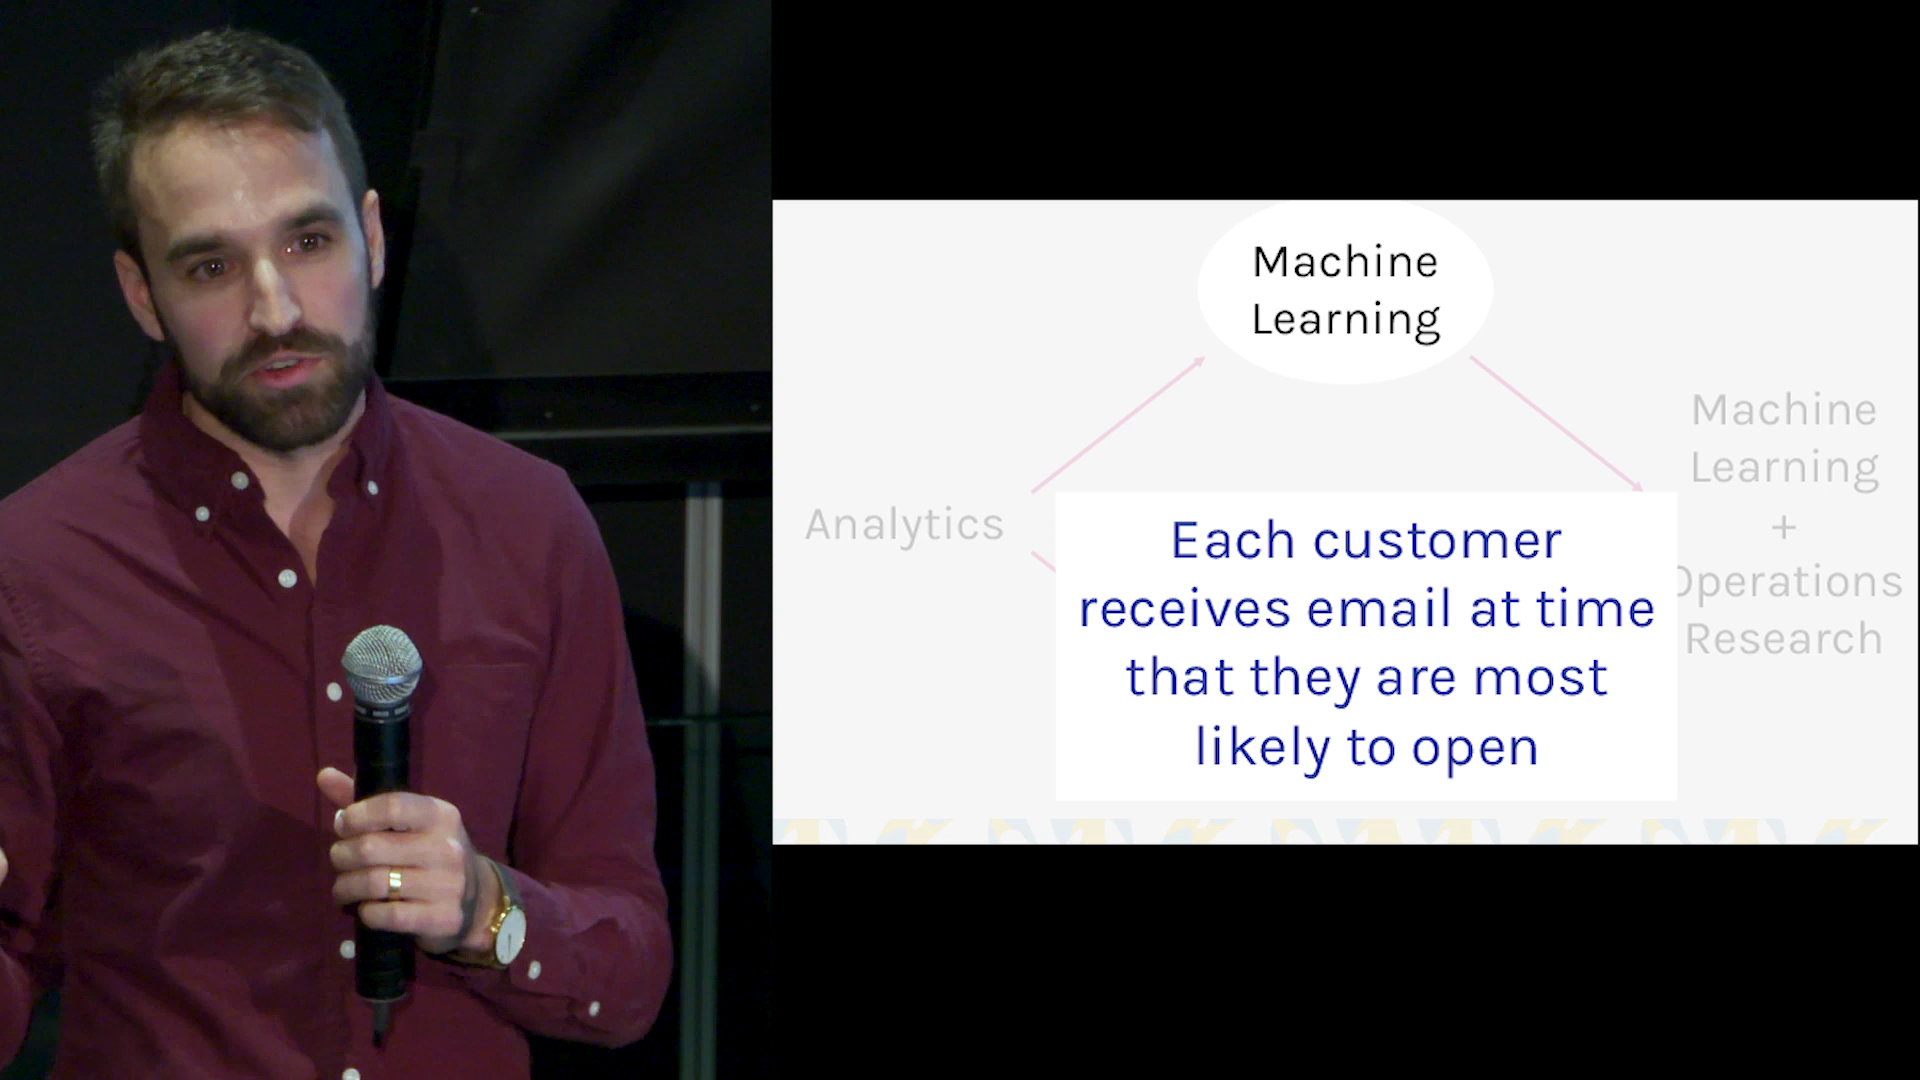 Machine
Learning
Analytics
Machine
Learning
+
Operations
Research
Each customer
receives email at time
that they are most
likely to open